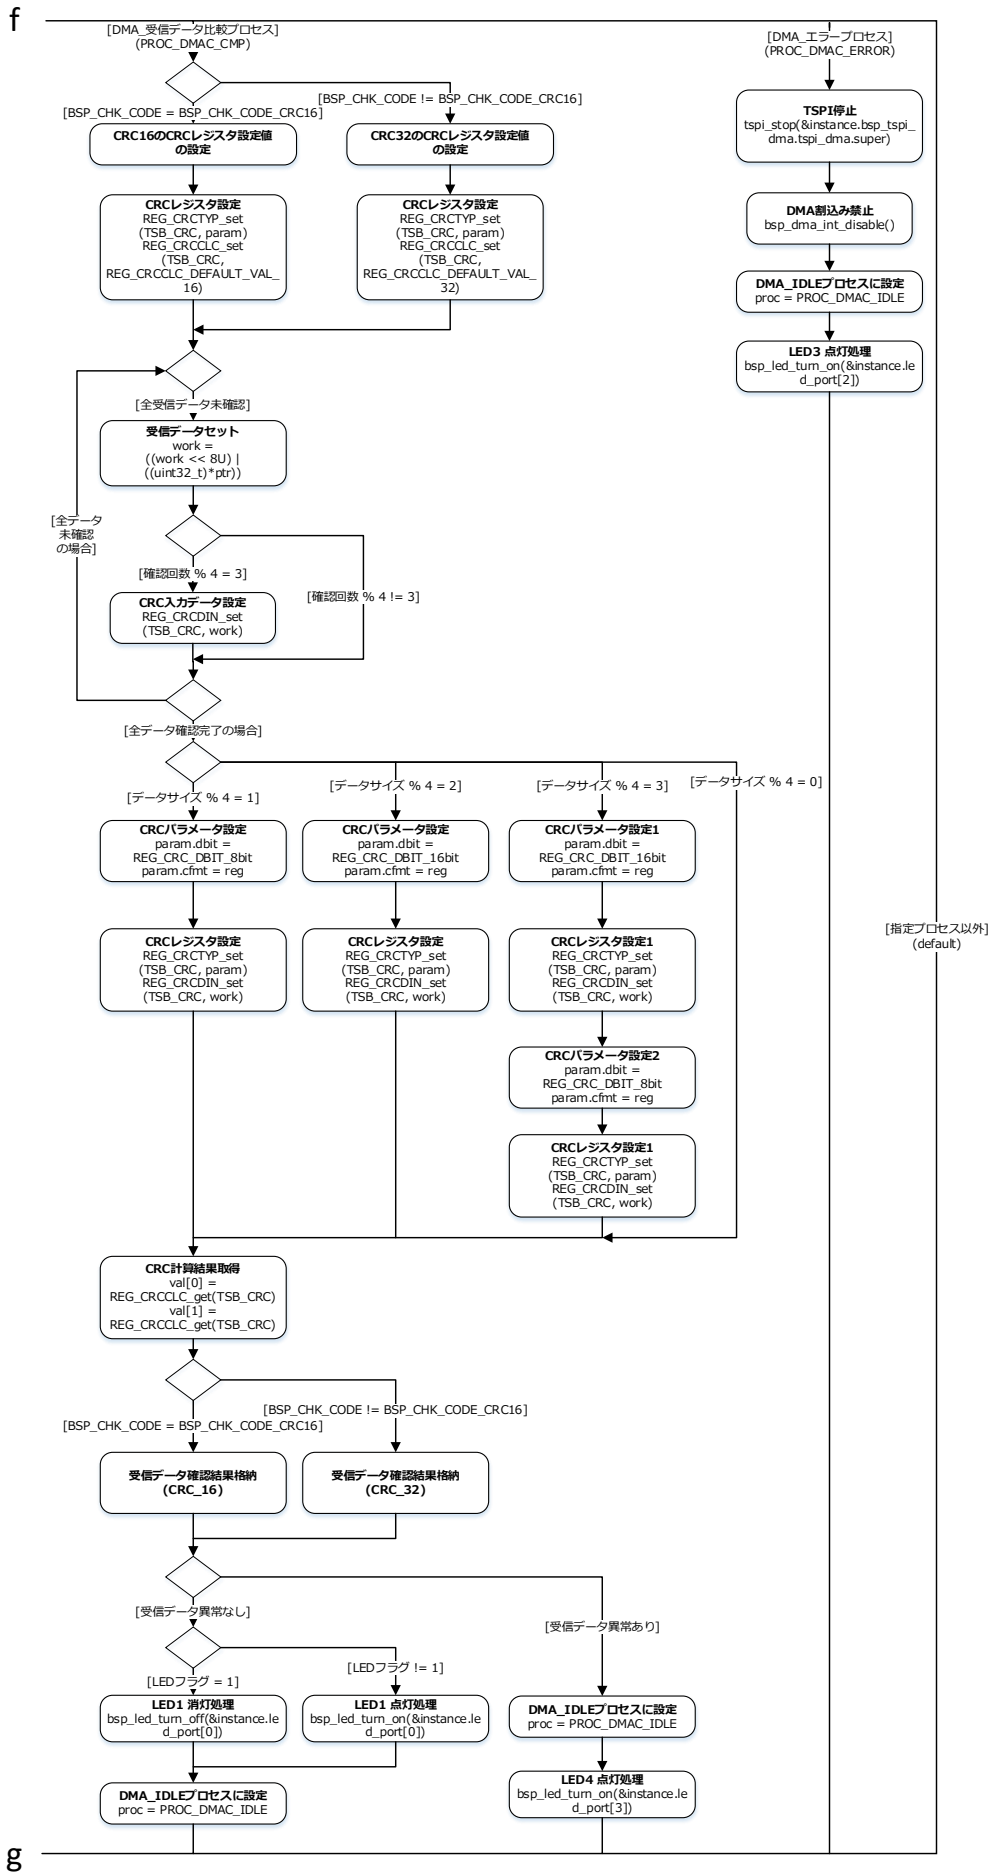 f
[DMA_受信データ比較プロセス]
(PROC_DMAC_CMP)
[DMA_エラープロセス]
(PROC_DMAC_ERROR)
[BSP_CHK_CODE = BSP_CHK_CODE_CRC16]
[BSP_CHK_CODE != BSP_CHK_CODE_CRC16]
TSPI停止
tspi_stop(&instance.bsp_tspi_
dma.tspi_dma.super)
CRC16のCRCレジスタ設定値
の設定
CRC32のCRCレジスタ設定値
の設定
CRCレジスタ設定
REG_CRCTYP_set
(TSB_CRC, param)
REG_CRCCLC_set
(TSB_CRC,
REG_CRCCLC_DEFAULT_VAL_
16)
CRCレジスタ設定
REG_CRCTYP_set
(TSB_CRC, param)
REG_CRCCLC_set
(TSB_CRC,
REG_CRCCLC_DEFAULT_VAL_
32)
DMA割込み禁止
bsp_dma_int_disable()
DMA_IDLEプロセスに設定
proc = PROC_DMAC_IDLE
LED3 点灯処理
bsp_led_turn_on(&instance.le
d_port[2])
[全受信データ未確認]
受信データセット
work =
((work << 8U) |
((uint32_t)*ptr))
[全データ
未確認
の場合]
[確認回数 % 4 = 3]
[確認回数 % 4 != 3]
CRC入力データ設定
REG_CRCDIN_set
(TSB_CRC, work)
[全データ確認完了の場合]
[データサイズ % 4 = 1]
[データサイズ % 4 = 2]
[データサイズ % 4 = 3]
[データサイズ % 4 = 0]
CRCパラメータ設定
param.dbit =
REG_CRC_DBIT_8bit
param.cfmt = reg
CRCパラメータ設定
param.dbit =
REG_CRC_DBIT_16bit
param.cfmt = reg
CRCパラメータ設定1
param.dbit =
REG_CRC_DBIT_16bit
param.cfmt = reg
[指定プロセス以外]
(default)
CRCレジスタ設定
REG_CRCTYP_set
(TSB_CRC, param)
REG_CRCDIN_set
(TSB_CRC, work)
CRCレジスタ設定
REG_CRCTYP_set
(TSB_CRC, param)
REG_CRCDIN_set
(TSB_CRC, work)
CRCレジスタ設定1
REG_CRCTYP_set
(TSB_CRC, param)
REG_CRCDIN_set
(TSB_CRC, work)
CRCパラメータ設定2
param.dbit =
REG_CRC_DBIT_8bit
param.cfmt = reg
CRCレジスタ設定1
REG_CRCTYP_set
(TSB_CRC, param)
REG_CRCDIN_set
(TSB_CRC, work)
CRC計算結果取得
val[0] =
REG_CRCCLC_get(TSB_CRC)
val[1] =
REG_CRCCLC_get(TSB_CRC)
[BSP_CHK_CODE = BSP_CHK_CODE_CRC16]
[BSP_CHK_CODE != BSP_CHK_CODE_CRC16]
受信データ確認結果格納
(CRC_16)
受信データ確認結果格納
(CRC_32)
[受信データ異常なし]
[受信データ異常あり]
[LEDフラグ = 1]
[LEDフラグ != 1]
LED1 消灯処理
bsp_led_turn_off(&instance.le
d_port[0])
LED1 点灯処理
bsp_led_turn_on(&instance.le
d_port[0])
DMA_IDLEプロセスに設定
proc = PROC_DMAC_IDLE
DMA_IDLEプロセスに設定
proc = PROC_DMAC_IDLE
LED4 点灯処理
bsp_led_turn_on(&instance.le
d_port[3])
g